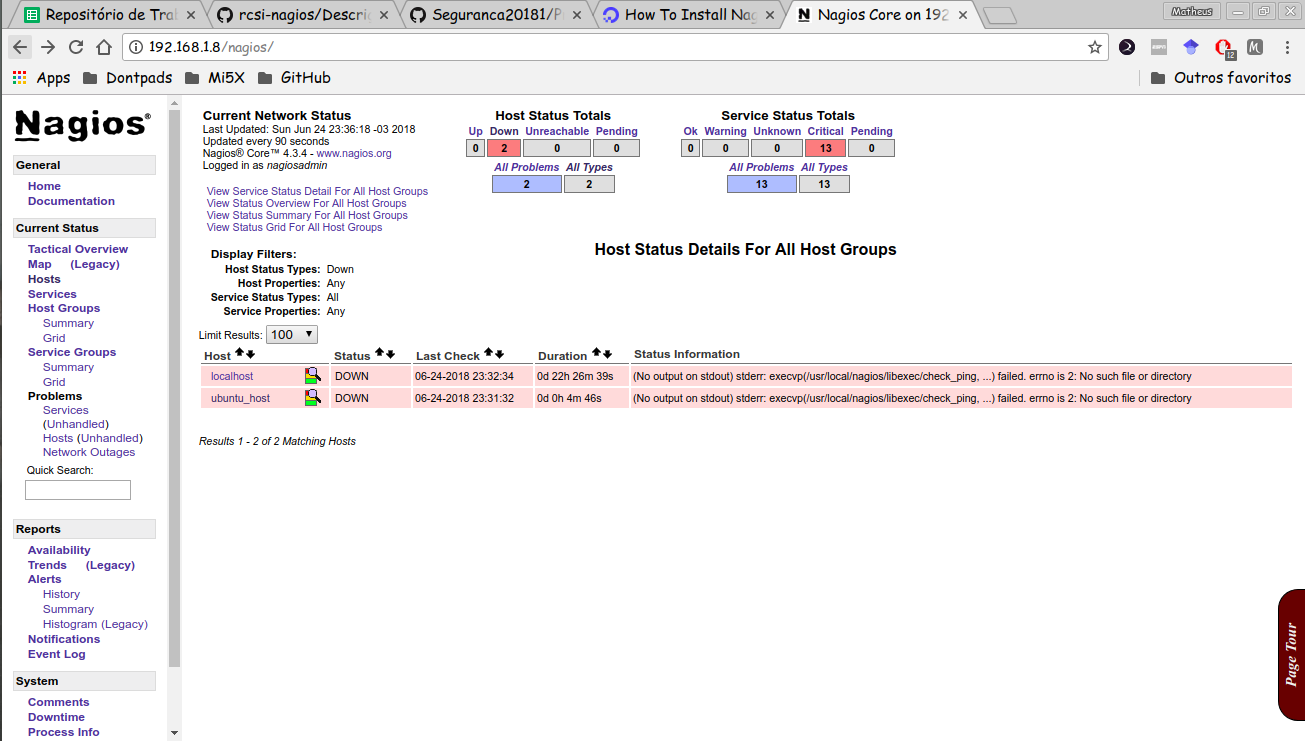 Repositório de Tra
rcsi-nagios/Descri
Seguranca20181/P
How To Install Nag
Nagios Core on 192
Matheus
192.168.1.8/nagios/
12
Apps
Dontpads
Mi5X
GitHub
Outros favoritos
Nagios®
General
Home
Documentation
Current Status
Tactical Overview
Map (Legacy)
Hosts
Services
Host Groups
Summary
Grid
Service Groups
Summary
Grid
Problems
Services
(Unhandled)
Hosts (Unhandled)
Network Outages
Quick Search:
Reports
Availability
Trends (Legacy)
Alerts
History
Summary
Histogram (Legacy)
Notifications
Event Log
System
Comments
Downtime
Process Info
Current Network Status
Last Updated: Sun Jun 24 23:36:18 -03 2018
Updated every 90 seconds
Nagios® Core™ 4.3.4 - www.nagios.org
Logged in as nagiosadmin
View Service Status Detail For All Host Groups
View Status Overview For All Host Groups
View Status Summary For All Host Groups
View Status Grid For All Host Groups
Host Status Totals
Up Down Unreachable Pending
0 2 0 0
All Problems All Types
2 2
Service Status Totals
Ok Warning Unknown Critical Pending
0 0 0 13 0
All Problems All Types
13 13
Display Filters:
Host Status Types: Down
Host Properties: Any
Service Status Types: All
Service Properties: Any
Host Status Details For All Host Groups
Limit Results: 100
Host Status Last Check Duration Status Information
localhost DOWN 06-24-2018 23:32:34 0d 22h 26m 39s (No output on stdout) stderr: execvp(/usr/local/nagios/libexec/check_ping, ...) failed. errno is 2: No such file or directory
ubuntu_host DOWN 06-24-2018 23:31:32 0d 0h 4m 46s (No output on stdout) stderr: execvp(/usr/local/nagios/libexec/check_ping, ...) failed. errno is 2: No such file or directory
Results 1 - 2 of 2 Matching Hosts
Page Tour